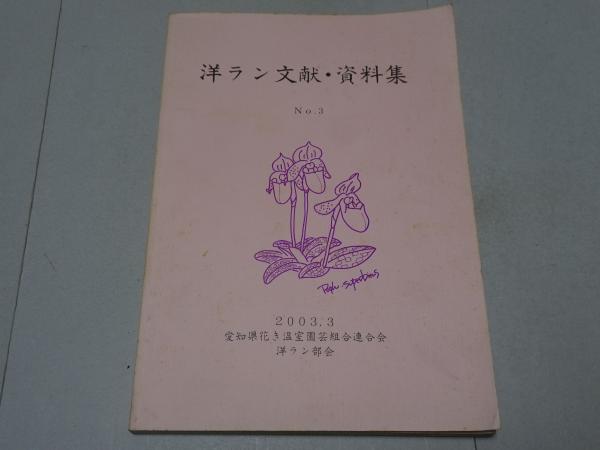 洋ラン文献・資料集
No.3
Paph superbiens
2003.3
愛知県花き温室園芸組合連合会
洋ラン部会